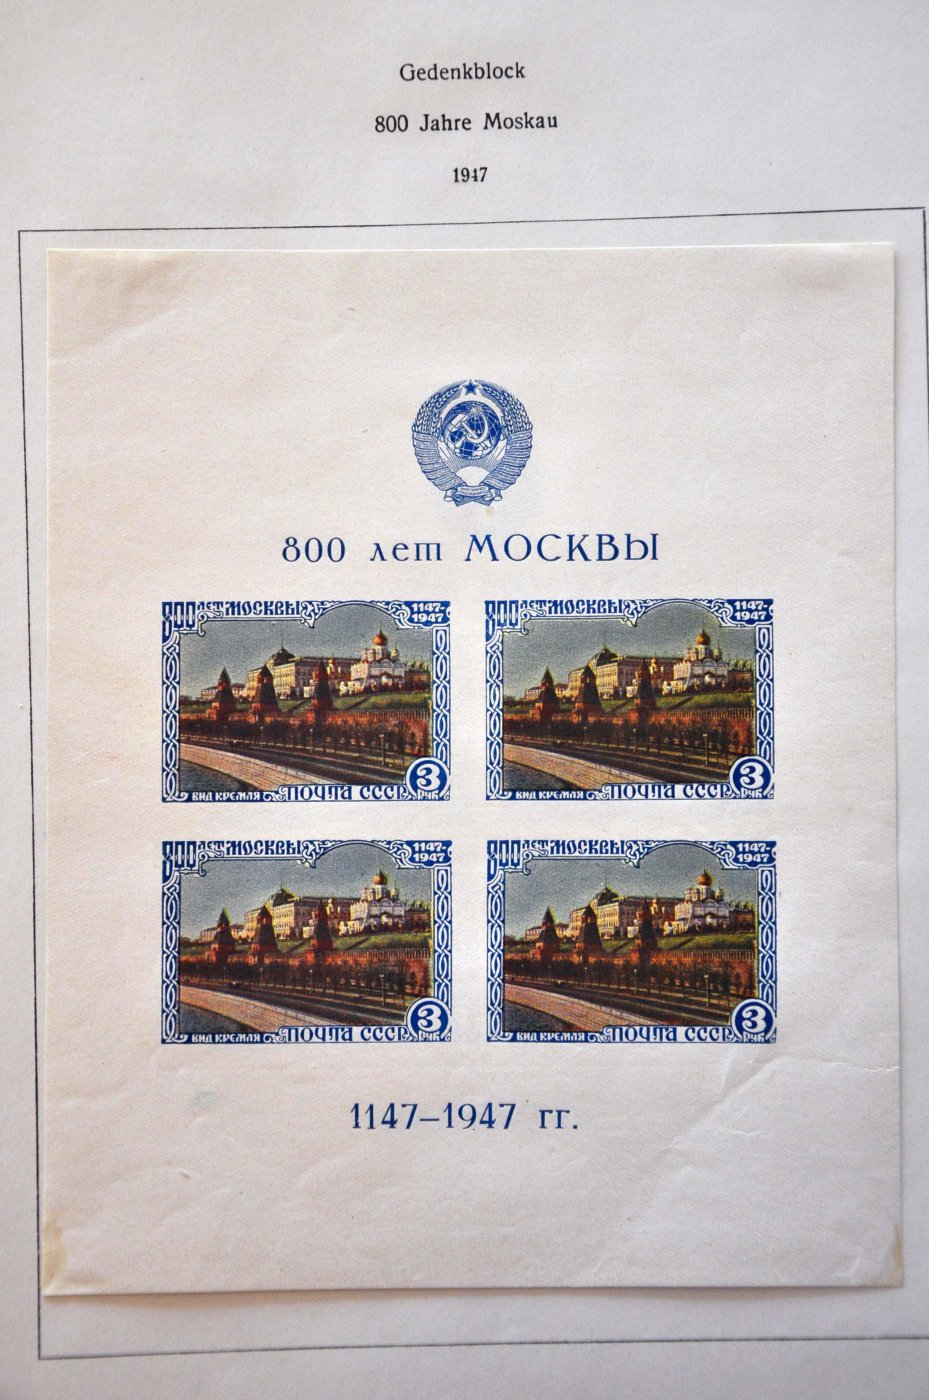 Gedenkblock
800 Jahre Moskau
1947
800 лет МОСКВЫ
800 ЛЕТ МОСКВЫ 1147-1947
ВИД КРЕМЛЯ ПОЧТА СССР 3 РУБ
800 ЛЕТ МОСКВЫ 1147-1947
ВИД КРЕМЛЯ ПОЧТА СССР 3 РУБ
800 ЛЕТ МОСКВЫ 1147-1947
ВИД КРЕМЛЯ ПОЧТА СССР 3 РУБ
800 ЛЕТ МОСКВЫ 1147-1947
ВИД КРЕМЛЯ ПОЧТА СССР 3 РУБ
1147–1947 гг.